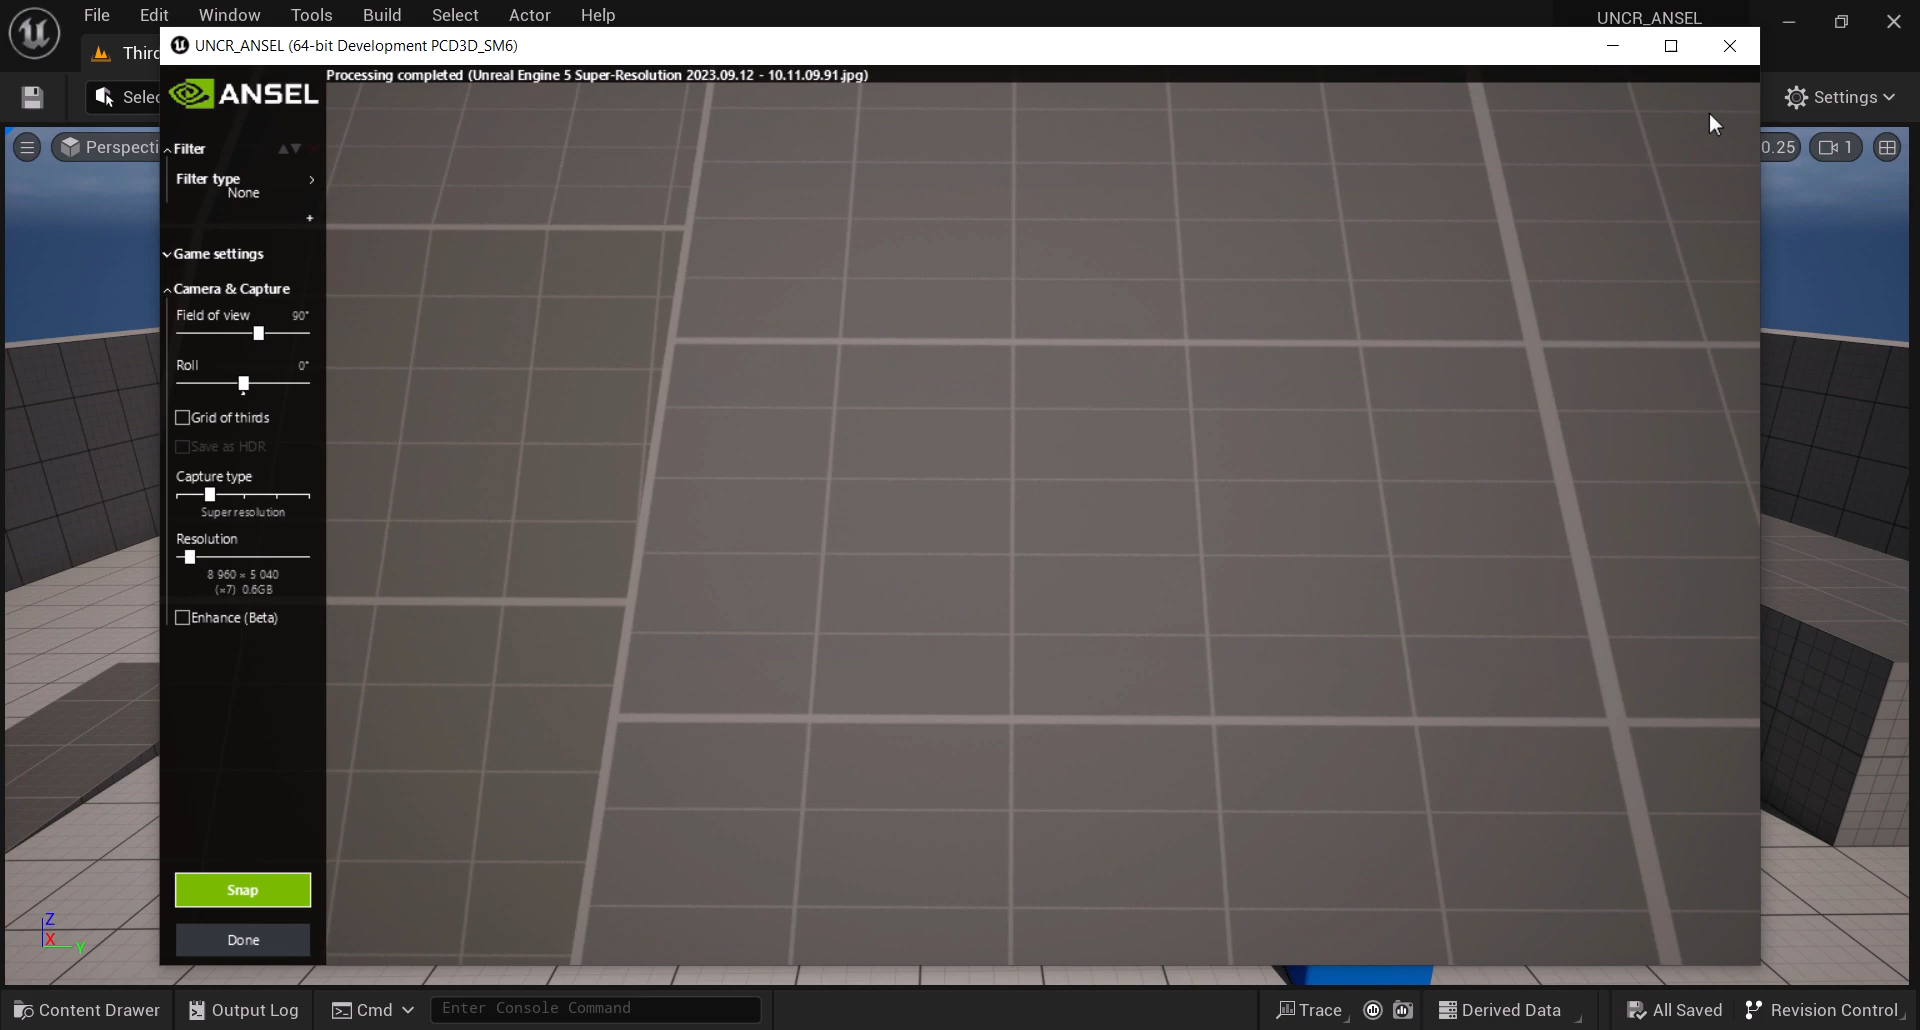 File Edit Window Tools Build Select Actor Help
UNCR_ANSEL
UNCR_ANSEL (64-bit Development PCD3D_SM6)
Third
Selec
Settings
ANSEL
Processing completed (Unreal Engine 5 Super-Resolution 2023.09.12 - 10.11.09.91.jpg)
Perspecti
0.25
1
Filter
Filter type
None
+
Game settings
Camera & Capture
Field of view 90°
Roll 0°
Grid of thirds
Save as HDR
Capture type
Super resolution
Resolution
8 960 × 5 040
(×7) 0.6GB
Enhance (Beta)
Snap
Done
Z
X
Y
Content Drawer Output Log Cmd Enter Console Command Trace Derived Data All Saved Revision Control